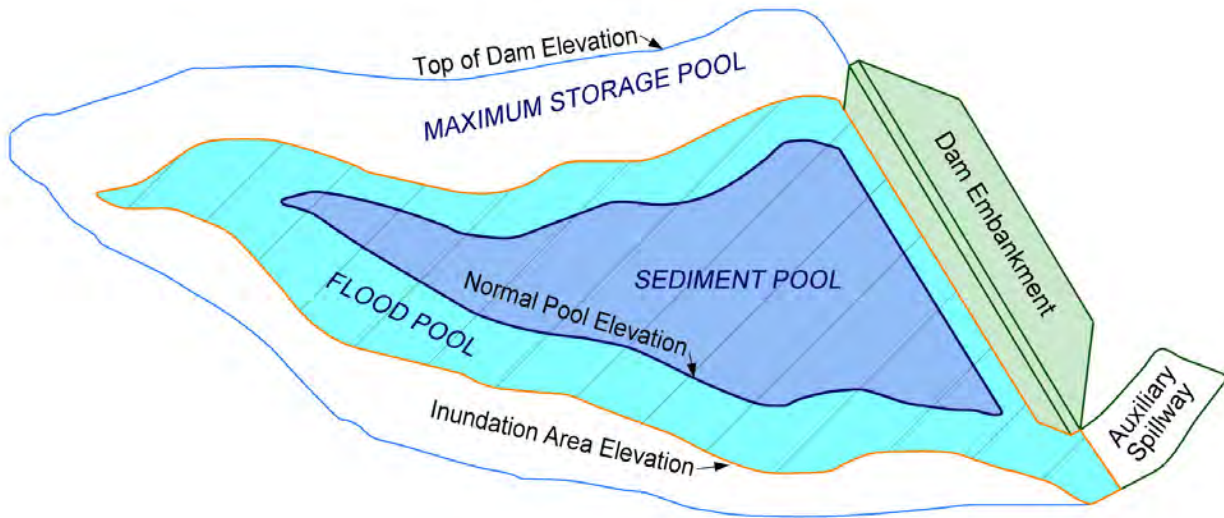 Top of Dam Elevation
MAXIMUM STORAGE POOL
Dam Embankment
SEDIMENT POOL
Normal Pool Elevation
FLOOD POOL
Inundation Area Elevation
Auxiliary
Spillway